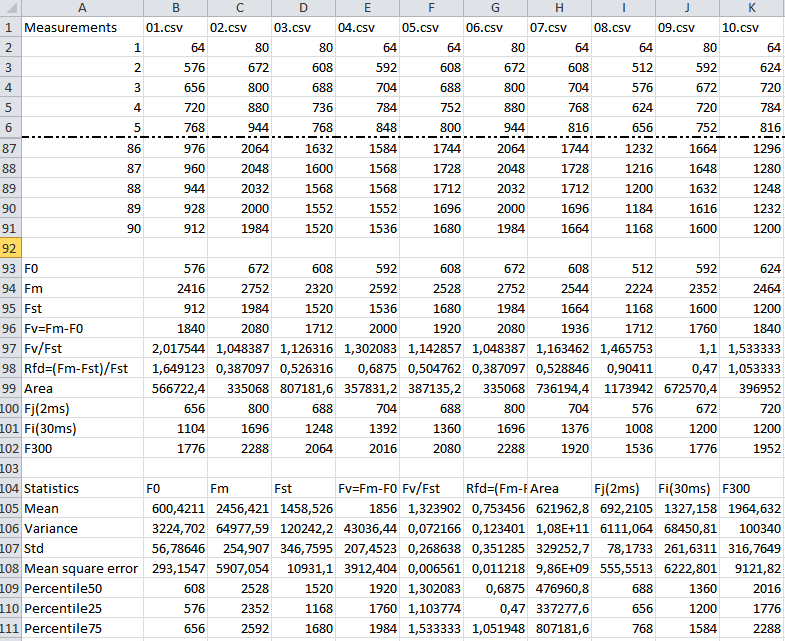 A B C D E F G H I J K
1 Measurements 01.csv 02.csv 03.csv 04.csv 05.csv 06.csv 07.csv 08.csv 09.csv 10.csv
2 1 64 80 80 64 64 80 64 64 80 64
3 2 576 672 608 592 608 672 608 512 592 624
4 3 656 800 688 704 688 800 704 576 672 720
5 4 720 880 736 784 752 880 768 624 720 784
6 5 768 944 768 848 800 944 816 656 752 816
87 86 976 2064 1632 1584 1744 2064 1744 1232 1664 1296
88 87 960 2048 1600 1568 1728 2048 1728 1216 1648 1280
89 88 944 2032 1568 1568 1712 2032 1712 1200 1632 1248
90 89 928 2000 1552 1552 1696 2000 1696 1184 1616 1232
91 90 912 1984 1520 1536 1680 1984 1664 1168 1600 1200
92
93 F0 576 672 608 592 608 672 608 512 592 624
94 Fm 2416 2752 2320 2592 2528 2752 2544 2224 2352 2464
95 Fst 912 1984 1520 1536 1680 1984 1664 1168 1600 1200
96 Fv=Fm-F0 1840 2080 1712 2000 1920 2080 1936 1712 1760 1840
97 Fv/Fst 2,017544 1,048387 1,126316 1,302083 1,142857 1,048387 1,163462 1,465753 1,1 1,533333
98 Rfd=(Fm-Fst)/Fst 1,649123 0,387097 0,526316 0,6875 0,504762 0,387097 0,528846 0,90411 0,47 1,053333
99 Area 566722,4 335068 807181,6 357831,2 387135,2 335068 736194,4 1173942 672570,4 396952
100 Fj(2ms) 656 800 688 704 688 800 704 576 672 720
101 Fi(30ms) 1104 1696 1248 1392 1360 1696 1376 1008 1200 1200
102 F300 1776 2288 2064 2016 2080 2288 1920 1536 1776 1952
103
104 Statistics F0 Fm Fst Fv=Fm-F0 Fv/Fst Rfd=(Fm-F Area Fj(2ms) Fi(30ms) F300
105 Mean 600,4211 2456,421 1458,526 1856 1,323902 0,753456 621962,8 692,2105 1327,158 1964,632
106 Variance 3224,702 64977,59 120242,2 43036,44 0,072166 0,123401 1,08E+11 6111,064 68450,81 100340
107 Std 56,78646 254,907 346,7595 207,4523 0,268638 0,351285 329252,7 78,1733 261,6311 316,7649
108 Mean square error 293,1547 5907,054 10931,1 3912,404 0,006561 0,011218 9,86E+09 555,5513 6222,801 9121,82
109 Percentile50 608 2528 1520 1920 1,302083 0,6875 476960,8 688 1360 2016
110 Percentile25 576 2352 1168 1760 1,103774 0,47 337277,6 656 1200 1776
111 Percentile75 656 2592 1680 1984 1,533333 1,051948 807181,6 768 1584 2288